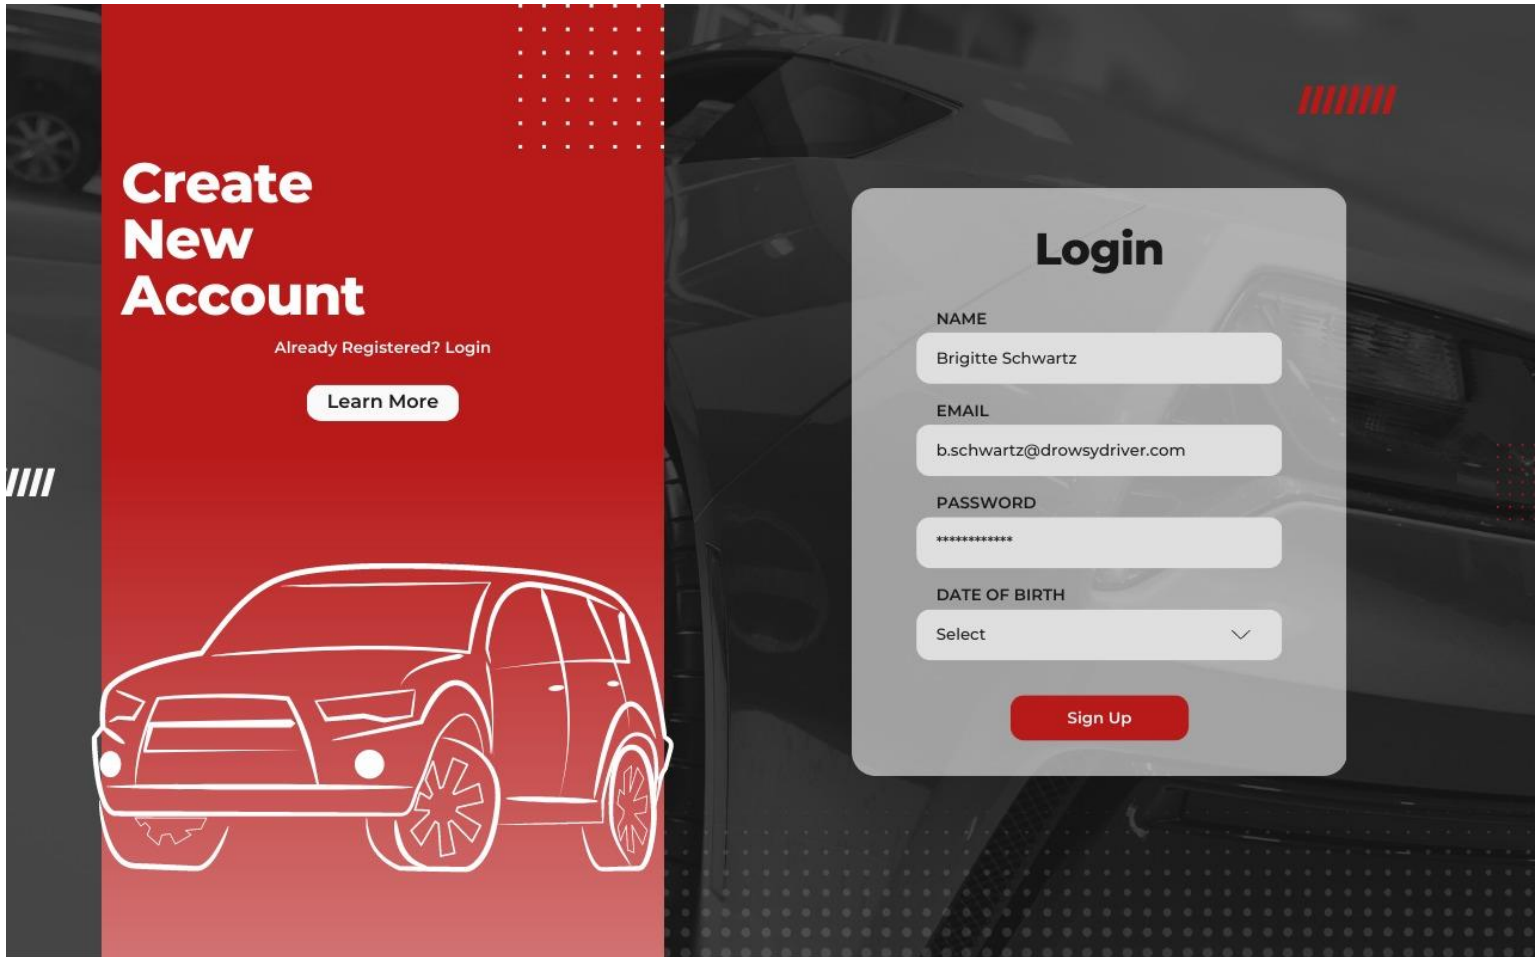 Create
New
Account
Already Registered? Login
Learn More
Login
NAME
Brigitte Schwartz
EMAIL
b.schwartz@drowsydriver.com
PASSWORD
************
DATE OF BIRTH
Select
Sign Up